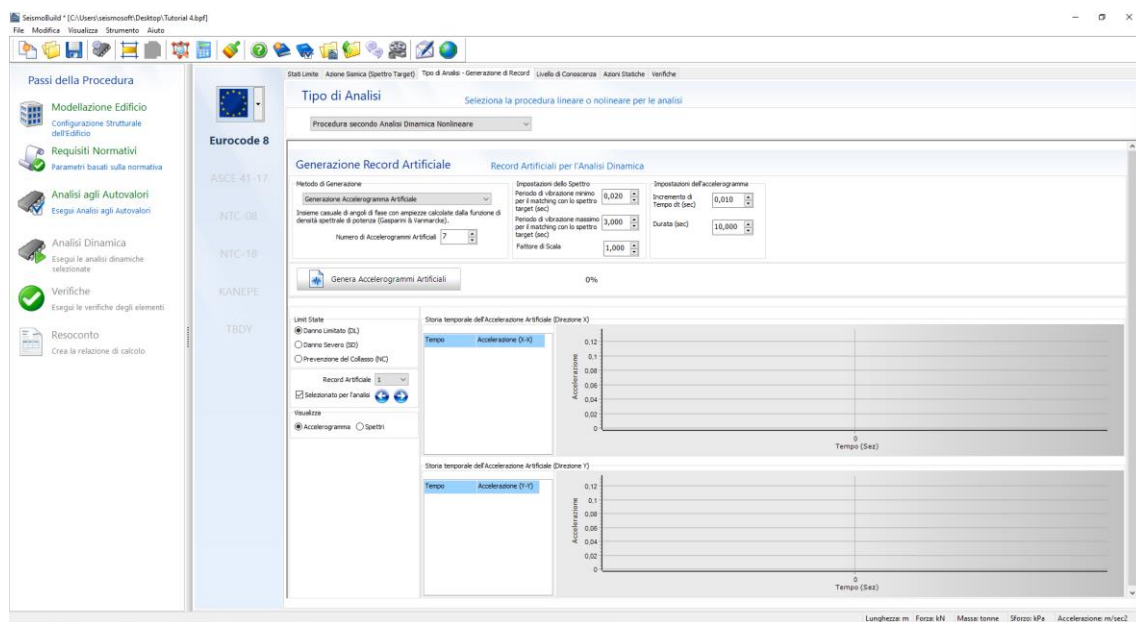 SeismoBuild * [C:\Users\seismosoft\Desktop\Tutorial 4.bpf]
File Modifica Visualizza Strumento Aiuto
Passi della Procedura
Modellazione Edificio
Configurazione Strutturale
dell'Edificio
Requisiti Normativi
Parametri basati sulla normativa
Analisi agli Autovalori
Esegui Analisi agli Autovalori
Analisi Dinamica
Esegui le analisi dinamiche
selezionate
Verifiche
Esegui le verifiche degli elementi
Resoconto
Crea la relazione di calcolo
Eurocode 8
ASCE 41-17
NTC-08
NTC-18
KANEPE
TBDY
Stati Limite Azione Sismica (Spettro Target) Tipo di Analisi - Generazione di Record Livello di Conoscenza Azioni Statiche Verifiche
Tipo di Analisi
Seleziona la procedura lineare o nolineare per le analisi
Procedura secondo Analisi Dinamica Nonlineare
Generazione Record Artificiale
Record Artificiali per l'Analisi Dinamica
Metodo di Generazione
Generazione Accelerogramma Artificiale
Insieme casuale di angoli di fase con ampiezze calcolate dalla funzione di
densità spettrale di potenza (Gasparini & Vanmarcke).
Numero di Accelerogrammi Artificiali 7
Impostazioni dello Spettro
Periodo di vibrazione minimo
per il matching con lo spettro
target (sec)
0,020
Periodo di vibrazione massimo
per il matching con lo spettro
target (sec)
3,000
Fattore di Scala 1,000
Impostazioni dell'accelerogramma
Incremento di
Tempo dt (sec)
0,010
Durata (sec) 10,000
Genera Accelerogrammi Artificiali
0%
Limit State
Danno Limitato (DL)
Danno Severo (SD)
Prevenzione del Collasso (NC)
Record Artificiale 1
Selezionato per l'analisi
Visualizza
Accelerogramma Spettri
Storia temporale dell'Accelerazione Artificiale (Direzione X)
Tempo Accelerazione (X-X)
Accelerazione
0,12
0,1
0,08
0,06
0,04
0,02
0
0
Tempo (Sez)
Storia temporale dell'Accelerazione Artificiale (Direzione Y)
Tempo Accelerazione (Y-Y)
Accelerazione
0,12
0,1
0,08
0,06
0,04
0,02
0
0
Tempo (Sez)
Lunghezza: m Forza: kN Massa: tonne Sforzo: kPa Accelerazione: m/sec2